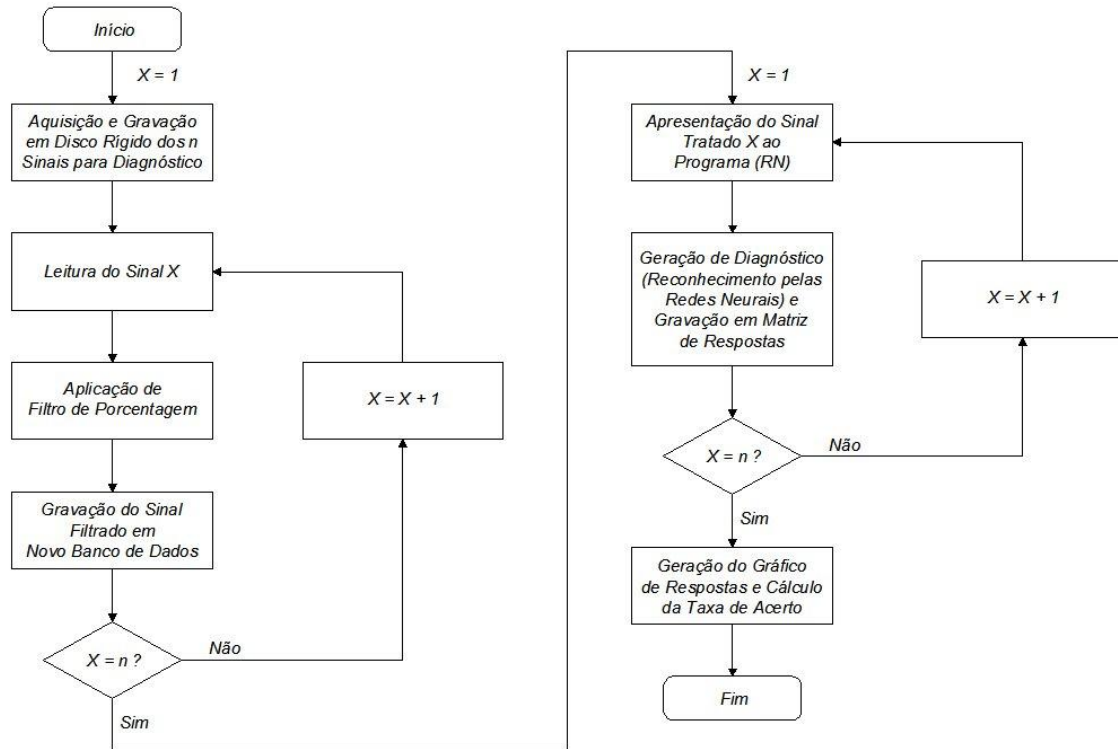 Início
X = 1
Aquisição e Gravação
em Disco Rígido dos n
Sinais para Diagnóstico
Leitura do Sinal X
Aplicação de
Filtro de Porcentagem
X = X + 1
Gravação do Sinal
Filtrado em
Novo Banco de Dados
X = n ?
Não
Sim
X = 1
Apresentação do Sinal
Tratado X ao
Programa (RN)
Geração de Diagnóstico
(Reconhecimento pelas
Redes Neurais) e
Gravação em Matriz
de Respostas
X = X + 1
X = n ?
Não
Sim
Geração do Gráfico
de Respostas e Cálculo
da Taxa de Acerto
Fim